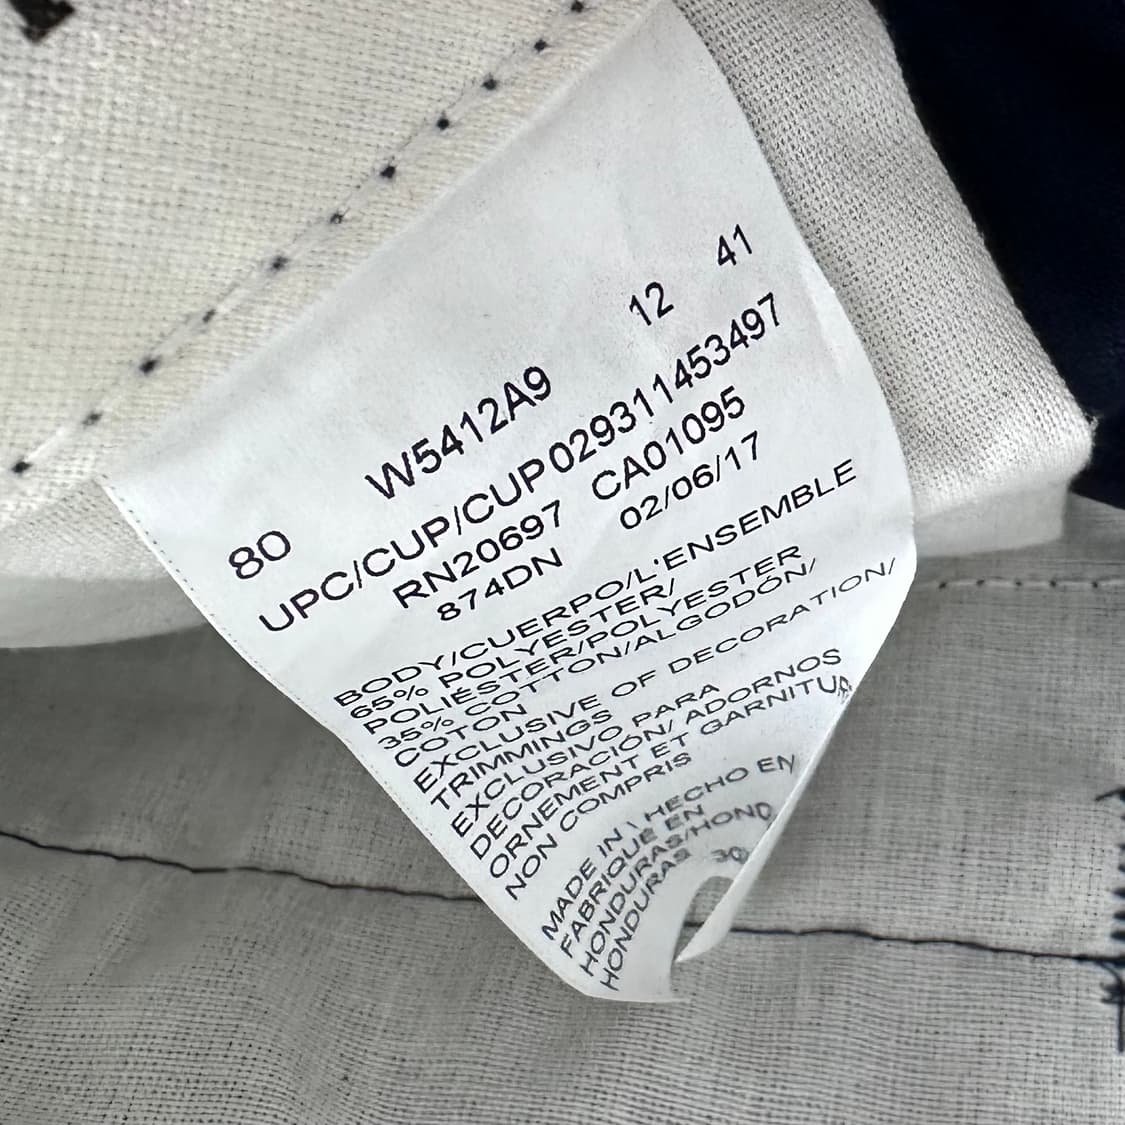 80 W5412A9 12 41
UPC/CUP/CUP 029311453497
RN20697 CA01095
874DN 02/06/17
BODY/CUERPO/L'ENSEMBLE
65% POLYESTER/
POLIÉSTER/POLYESTER
35% COTTON/ALGODÓN/
COTON
EXCLUSIVE OF DECORATION/
TRIMMINGS
EXCLUSIVO PARA
DECORACIÓN/ ADORNOS
ORNEMENT ET GARNITUR
NON COMPRIS
MADE IN \ HECHO EN
FABRIQUÉ EN
HONDURAS/HOND
HONDURAS